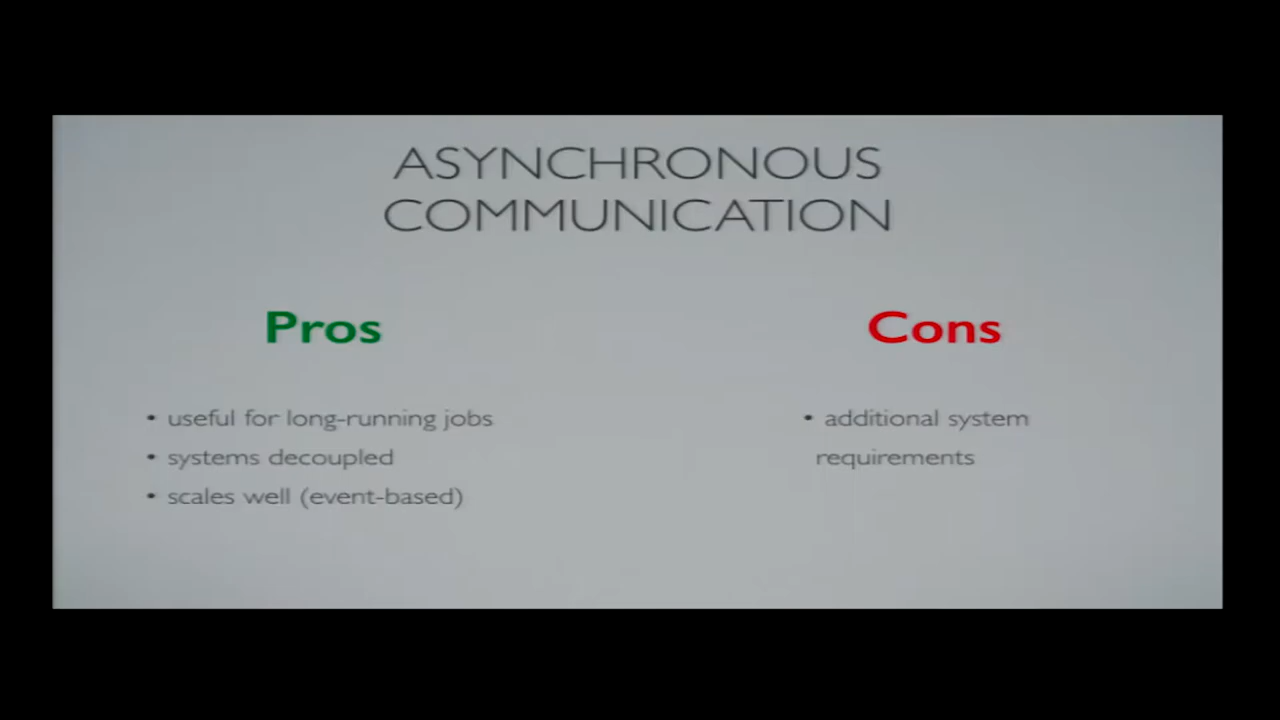 ASYNCHRONOUS
COMMUNICATION
Pros
• useful for long-running jobs
• systems decoupled
• scales well (event-based)
Cons
• additional system
requirements